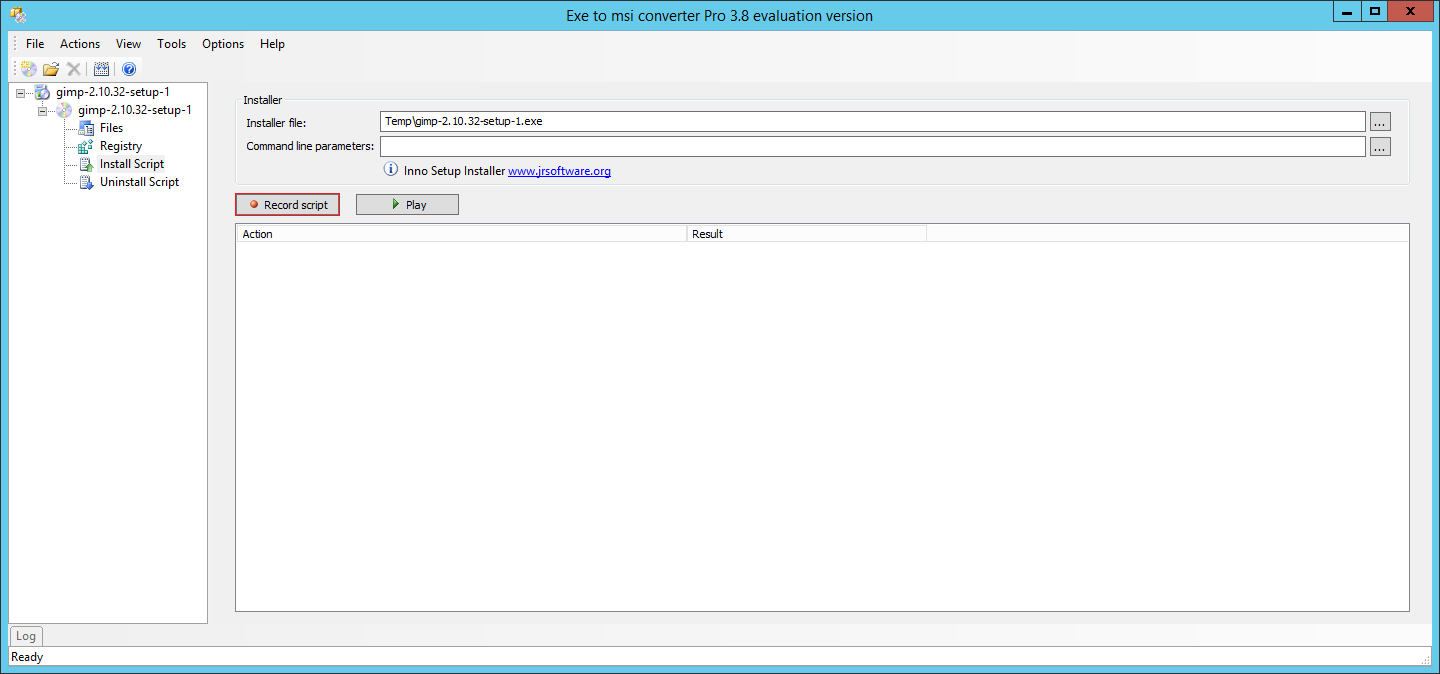 Exe to msi converter Pro 3.8 evaluation version
File Actions View Tools Options Help
gimp-2.10.32-setup-1
gimp-2.10.32-setup-1
Files
Registry
Install Script
Uninstall Script
Installer
Installer file: Temp\gimp-2.10.32-setup-1.exe ...
Command line parameters: ...
Inno Setup Installer www.jrsoftware.org
Record script Play
Action Result
Log
Ready